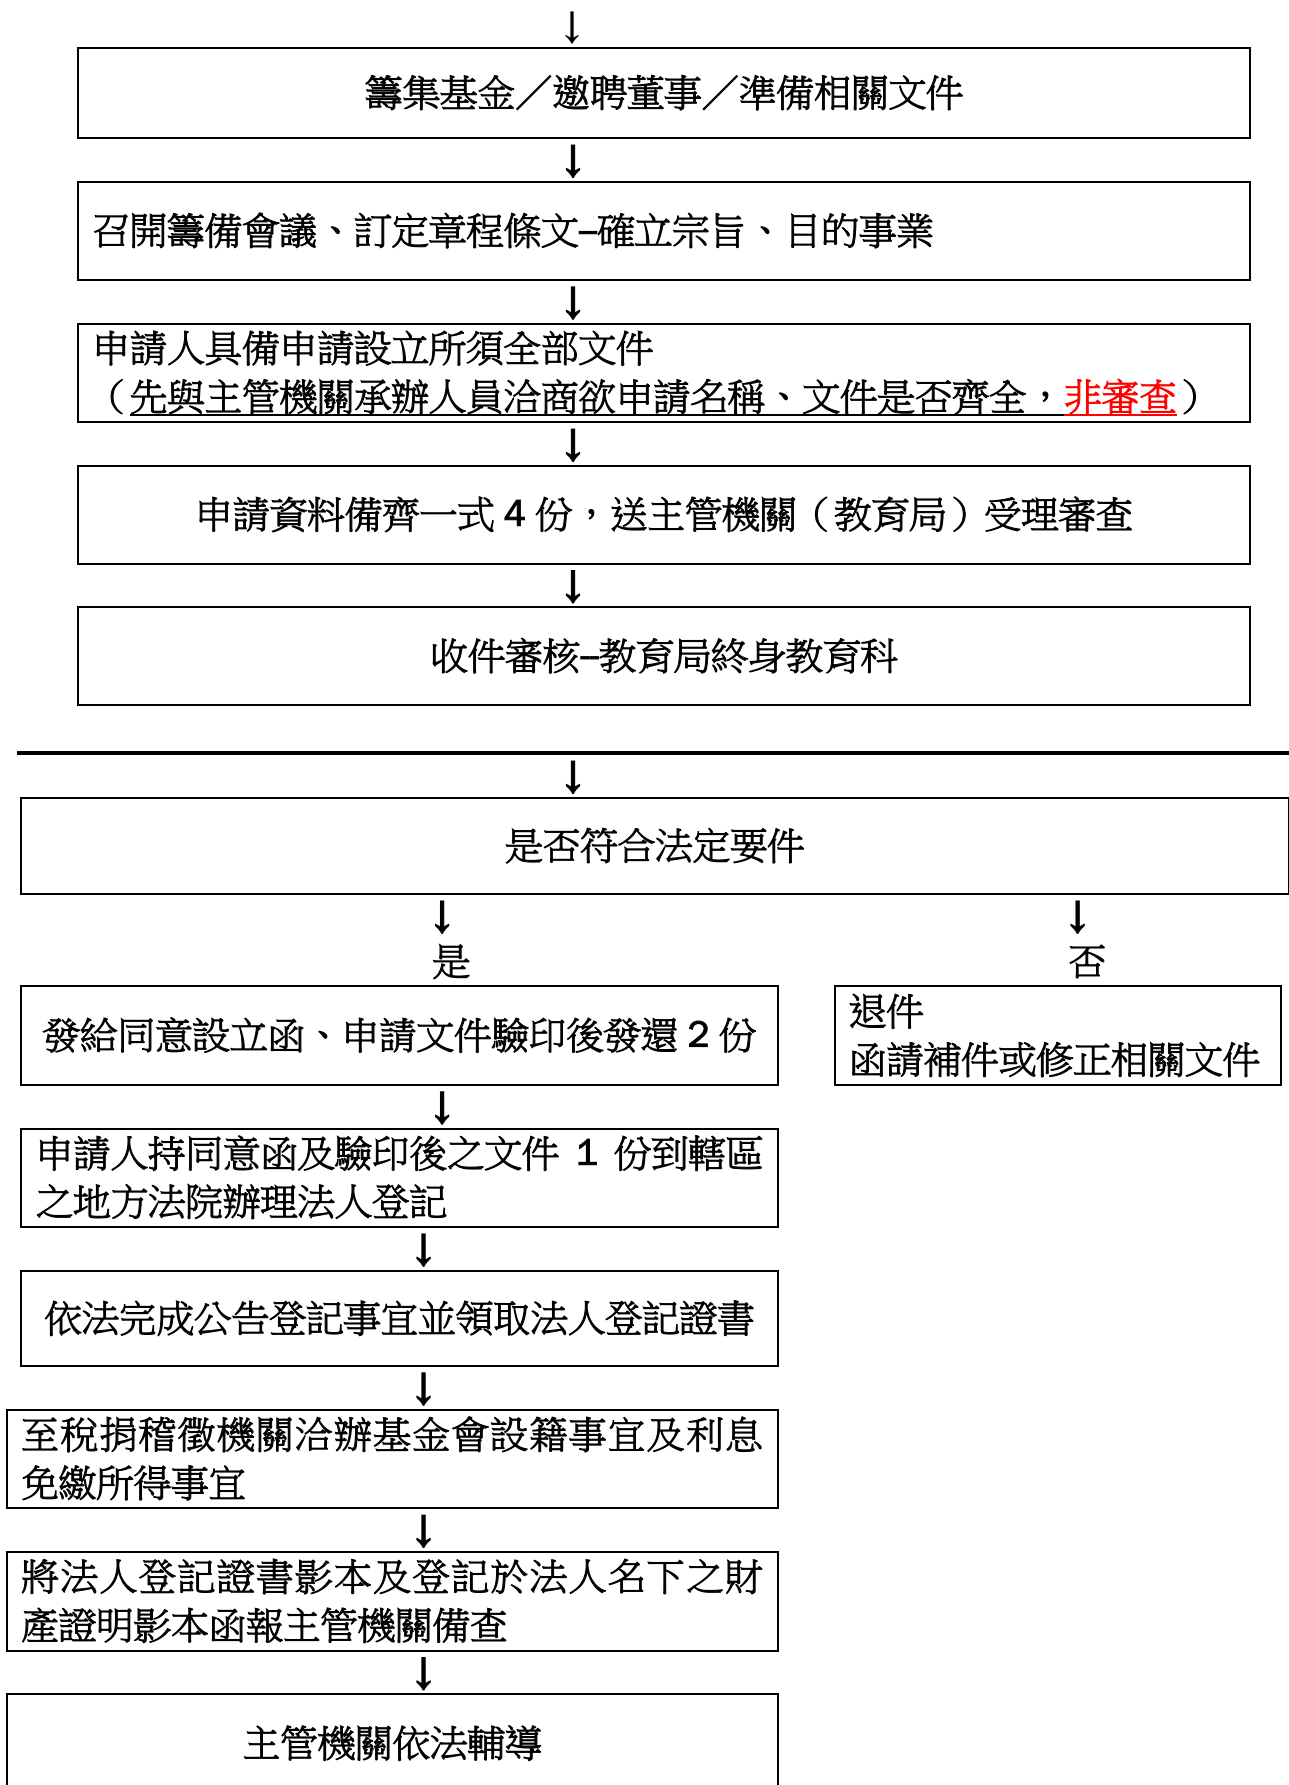 ↓
籌集基金／邀聘董事／準備相關文件
↓
召開籌備會議、訂定章程條文–確立宗旨、目的事業
↓
申請人具備申請設立所須全部文件
（先與主管機關承辦人員洽商欲申請名稱、文件是否齊全，非審查）
↓
申請資料備齊一式 4 份，送主管機關（教育局）受理審查
↓
收件審核–教育局終身教育科
↓
是否符合法定要件
↓ ↓
是 否
發給同意設立函、申請文件驗印後發還 2 份
退件
函請補件或修正相關文件
↓
申請人持同意函及驗印後之文件 1 份到轄區
之地方法院辦理法人登記
↓
依法完成公告登記事宜並領取法人登記證書
↓
至稅捐稽徵機關洽辦基金會設籍事宜及利息
免繳所得事宜
↓
將法人登記證書影本及登記於法人名下之財
產證明影本函報主管機關備查
↓
主管機關依法輔導